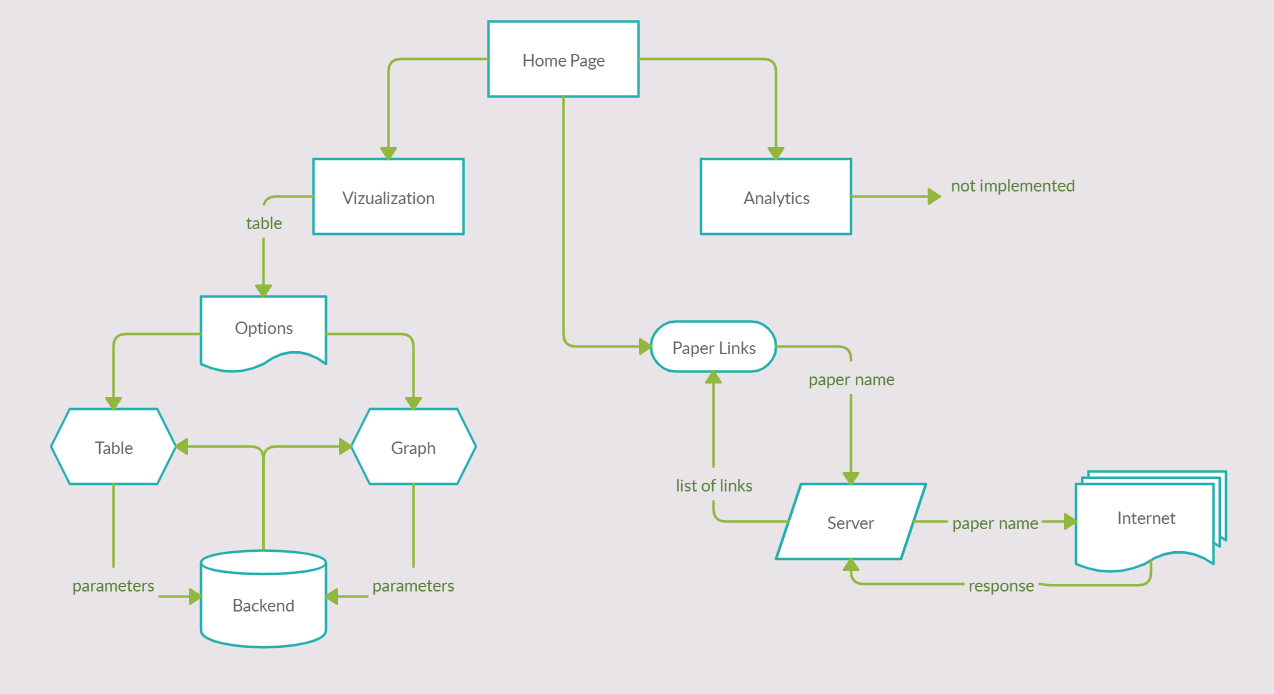 Home Page
Vizualization
Analytics
not implemented
table
Options
Paper Links
paper name
Table
Graph
list of links
Server
paper name
Internet
parameters
Backend
parameters
response